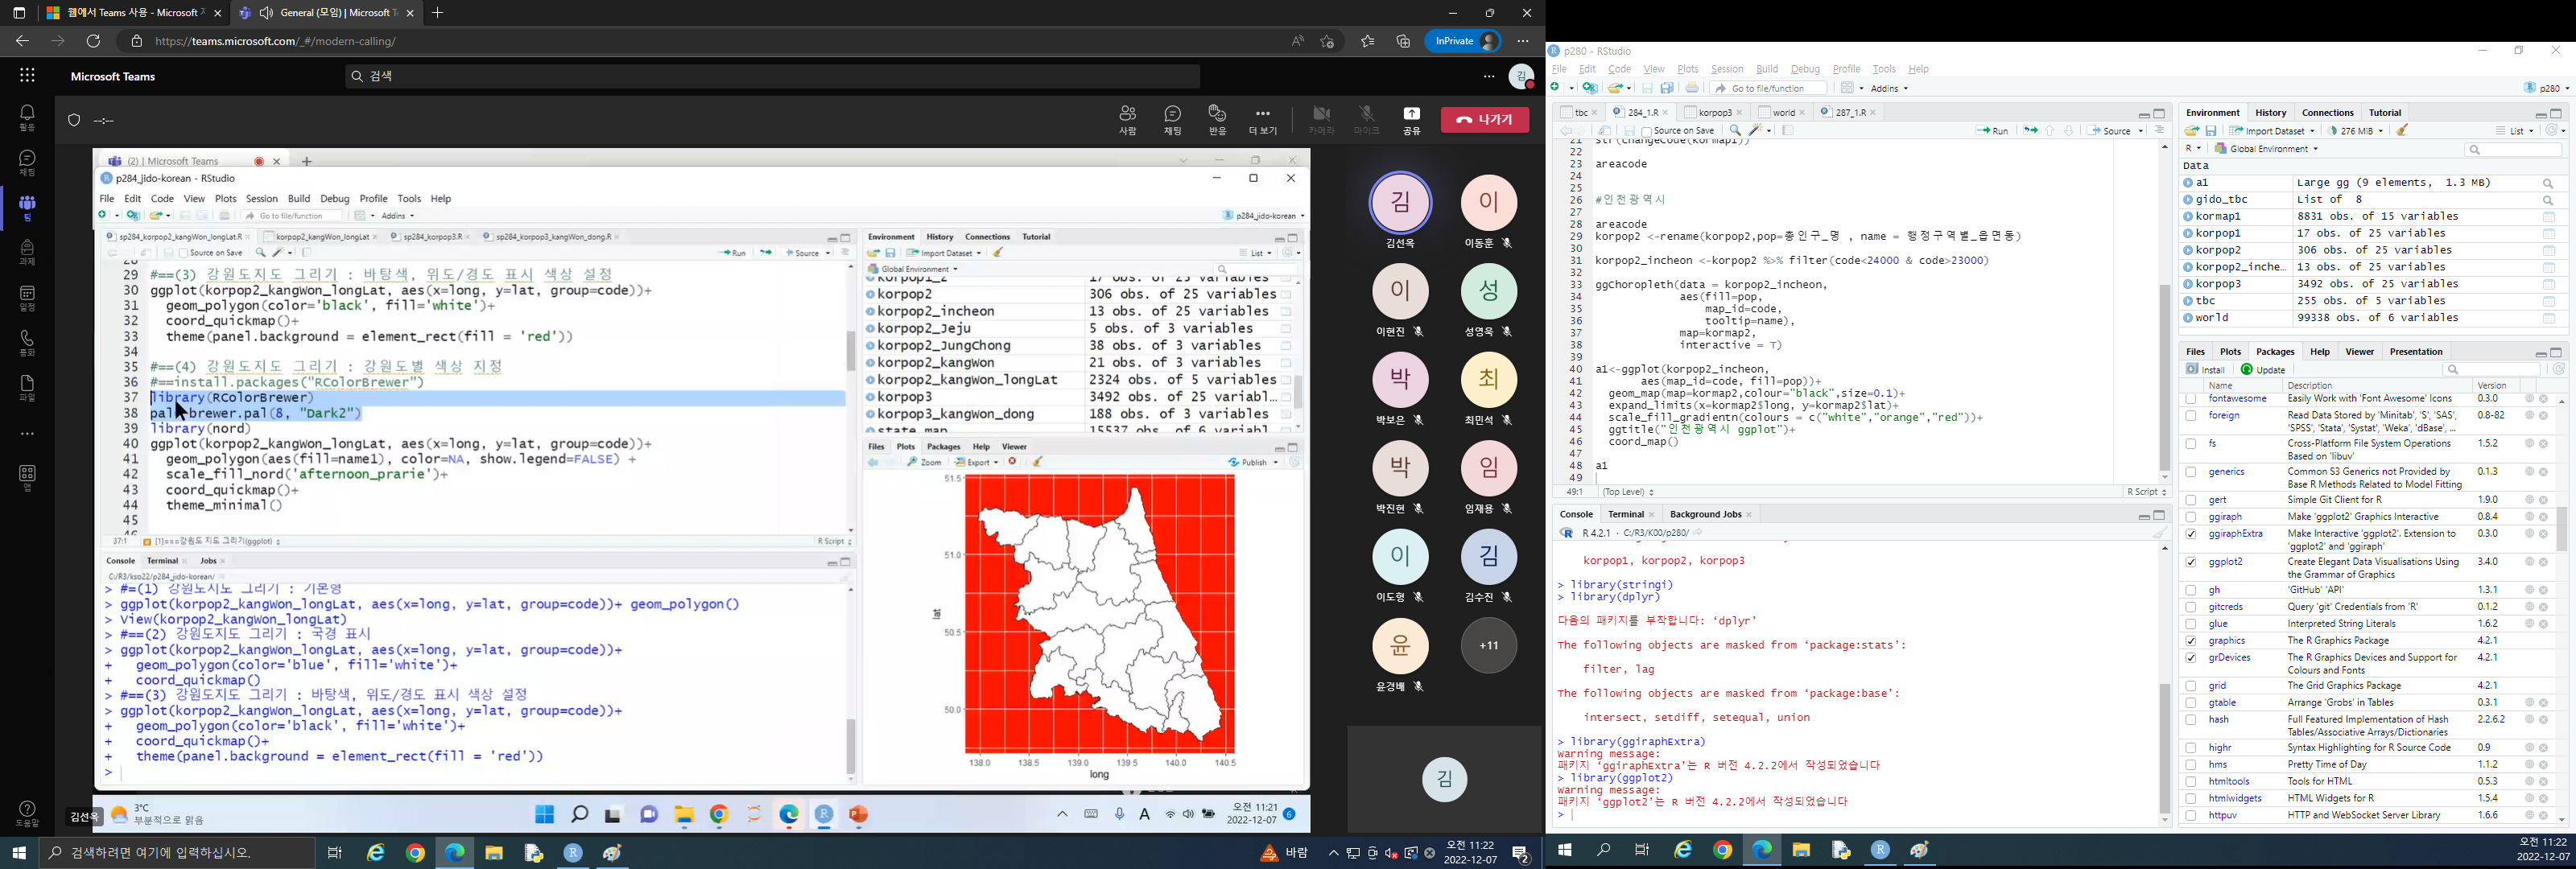 웹에서 Teams 사용 - Microsoft
General (모임) | Microsoft Te
https://teams.microsoft.com/_#/modern-calling/
InPrivate
Microsoft Teams
검색
김
--:--
사람
채팅
반응
더 보기
카메라
마이크
공유
나가기
활동
채팅
팀
과제
일정
통화
파일
앱
도움말
(2) | Microsoft Teams
p284_jido-korean - RStudio
File Edit Code View Plots Session Build Debug Profile Tools Help
Go to file/function
Addins
p284_jido-korean
sp284_korpop2_kangWon_longLat.R
korpop2_kangWon_longLat
sp284_korpop3.R
sp284_korpop3_kangWon_dong.R
Source on Save
Run
Source
29 #==(3) 강원도지도 그리기 : 바탕색, 위도/경도 표시 색상 설정
30 ggplot(korpop2_kangWon_longLat, aes(x=long, y=lat, group=code))+
31 geom_polygon(color='black', fill='white')+
32 coord_quickmap()+
33 theme(panel.background = element_rect(fill = 'red'))
34
35 #==(4) 강원도지도 그리기 : 강원도별 색상 지정
36 #==install.packages("RColorBrewer")
37 library(RColorBrewer)
38 brewer.pal(8, "Dark2")
39 library(nord)
40 ggplot(korpop2_kangWon_longLat, aes(x=long, y=lat, group=code))+
41 geom_polygon(aes(fill=name1), color=NA, show.legend=FALSE) +
42 scale_fill_nord('afternoon_prarie')+
43 coord_quickmap()+
44 theme_minimal()
45
37:1
[1]===강원도 지도 그리기(ggplot)
R Script
Console Terminal Jobs
C:/R3/kso22/p284_jido-korean/
> #=(1) 강원도지도 그리기 : 기본형
> ggplot(korpop2_kangWon_longLat, aes(x=long, y=lat, group=code))+ geom_polygon()
> View(korpop2_kangWon_longLat)
> #==(2) 강원도지도 그리기 : 국경 표시
> ggplot(korpop2_kangWon_longLat, aes(x=long, y=lat, group=code))+
+ geom_polygon(color='blue', fill='white')+
+ coord_quickmap()
> #==(3) 강원도지도 그리기 : 바탕색, 위도/경도 표시 색상 설정
> ggplot(korpop2_kangWon_longLat, aes(x=long, y=lat, group=code))+
+ geom_polygon(color='black', fill='white')+
+ coord_quickmap()+
+ theme(panel.background = element_rect(fill = 'red'))
>
Environment History Connections Tutorial
Import Dataset
List
Global Environment
korpop2 306 obs. of 25 variables
korpop2_incheon 13 obs. of 25 variables
korpop2_Jeju 5 obs. of 3 variables
korpop2_JungChong 38 obs. of 3 variables
korpop2_kangWon 21 obs. of 3 variables
korpop2_kangWon_longLat 2324 obs. of 5 variables
korpop3 3492 obs. of 25 variabl…
korpop3_kangWon_dong 188 obs. of 3 variables
state_map 15537 obs. of 6 variabl
Files Plots Packages Help Viewer
Zoom Export Publish
51.5
51.0
50.5
50.0
lat
138.0 138.5 139.0 139.5 140.0 140.5
long
3°C
부분적으로 맑음
김선옥
A
오전 11:21
2022-12-07
6
김 이
김선옥 이동훈
이 성
이현진 성영욱
박 최
박보은 최민석
박 임
박진현 임재용
이 김
이도형 김수진
윤 +11
윤경배
김
검색하려면 여기에 입력하십시오.
바람
오전 11:22
2022-12-07
2
p280 - RStudio
File Edit Code View Plots Session Build Debug Profile Tools Help
Go to file/function
Addins
p280
tbc
284_1.R
korpop3
world
287_1.R
Source on Save
Run
Source
21 str(changeCode(kormap1))
22
23 areacode
24
25
26 #인천광역시
27
28 areacode
29 korpop2 <-rename(korpop2,pop=총인구_명 , name = 행정구역별_읍면동)
30
31 korpop2_incheon <-korpop2 %>% filter(code<24000 & code>23000)
32
33 ggChoropleth(data = korpop2_incheon,
34 aes(fill=pop,
35 map_id=code,
36 tooltip=name),
37 map=kormap2,
38 interactive = T)
39
40 a1<-ggplot(korpop2_incheon,
41 aes(map_id=code, fill=pop))+
42 geom_map(map=kormap2,colour="black",size=0.1)+
43 expand_limits(x=kormap2$long, y=kormap2$lat)+
44 scale_fill_gradientn(colours = c("white","orange","red"))+
45 ggtitle("인천광역시 ggplot")+
46 coord_map()
47
48 a1
49
49:1 (Top Level) R Script
Console Terminal Background Jobs
R 4.2.1 · C:/R3/K00/p280/
korpop1, korpop2, korpop3
> library(stringi)
> library(dplyr)
다음의 패키지를 부착합니다: ‘dplyr’
The following objects are masked from ‘package:stats’:
filter, lag
The following objects are masked from ‘package:base’:
intersect, setdiff, setequal, union
> library(ggiraphExtra)
Warning message:
패키지 ‘ggiraphExtra’는 R 버전 4.2.2에서 작성되었습니다
> library(ggplot2)
Warning message:
패키지 ‘ggplot2’는 R 버전 4.2.2에서 작성되었습니다
>
Environment History Connections Tutorial
Import Dataset 276 MiB List
R Global Environment
Data
a1 Large gg (9 elements, 1.3 MB)
gido_tbc List of 8
kormap1 8831 obs. of 15 variables
korpop1 17 obs. of 25 variables
korpop2 306 obs. of 25 variables
korpop2_inche… 13 obs. of 25 variables
korpop3 3492 obs. of 25 variables
tbc 255 obs. of 5 variables
world 99338 obs. of 6 variables
Files Plots Packages Help Viewer Presentation
Install Update
Name Description Version
fontawesome Easily Work with 'Font Awesome' Icons 0.3.0
foreign Read Data Stored by 'Minitab', 'S', 'SAS', 'SPSS', 'Stata', 'Systat', 'Weka', 'dBase', ... 0.8-82
fs Cross-Platform File System Operations Based on 'libuv' 1.5.2
generics Common S3 Generics not Provided by Base R Methods Related to Model Fitting 0.1.3
gert Simple Git Client for R 1.9.0
ggiraph Make 'ggplot2' Graphics Interactive 0.8.4
ggiraphExtra Make Interactive 'ggplot2'. Extension to 'ggplot2' and 'ggiraph' 0.3.0
ggplot2 Create Elegant Data Visualisations Using the Grammar of Graphics 3.4.0
gh 'GitHub' 'API' 1.3.1
gitcreds Query 'git' Credentials from 'R' 0.1.2
glue Interpreted String Literals 1.6.2
graphics The R Graphics Package 4.2.1
grDevices The R Graphics Devices and Support for Colours and Fonts 4.2.1
grid The Grid Graphics Package 4.2.1
gtable Arrange 'Grobs' in Tables 0.3.1
hash Full Featured Implementation of Hash Tables/Associative Arrays/Dictionaries 2.2.6.2
highr Syntax Highlighting for R Source Code 0.9
hms Pretty Time of Day 1.1.2
htmltools Tools for HTML 0.5.3
htmlwidgets HTML Widgets for R 1.5.4
httpuv HTTP and WebSocket Server Library 1.6.6
오전 11:22
2022-12-07